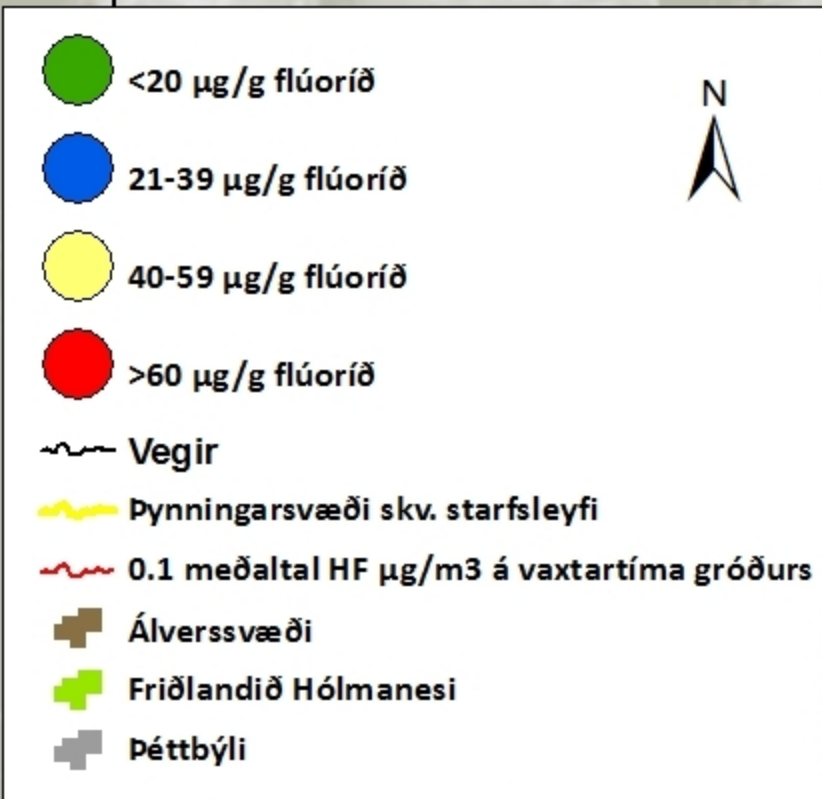 <20 µg/g flúoríð
N
21-39 µg/g flúoríð
40-59 µg/g flúoríð
>60 µg/g flúoríð
Vegir
Þynningarsvæði skv. starfsleyfi
0.1 meðaltal HF µg/m3 á vaxtartíma gróðurs
Álverssvæði
Friðlandið Hólmanesi
Þéttbýli